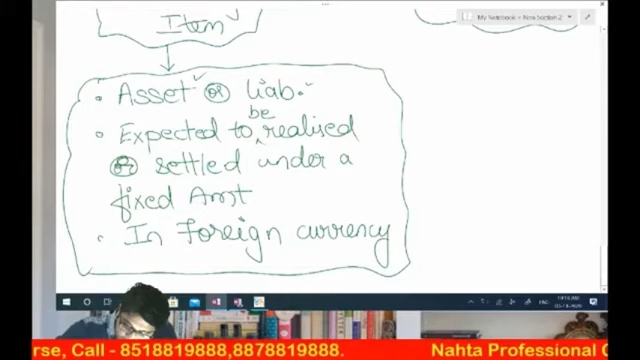 My Notebook » New Section 2
Item
• Asset or liab.
be
• Expected to realised
or settled under a
fixed Amt
• In Foreign currency
ENG
rse, Call - 8518819888,8878819888.
Nahta Professional C